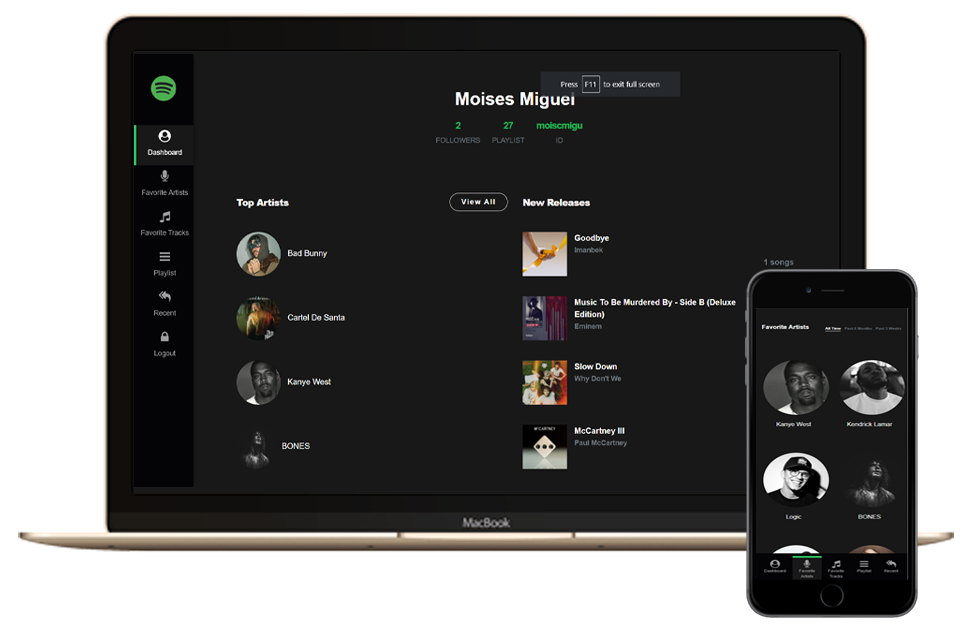 Press F11 to exit full screen
Moises Miguel
2 27 moiscmigu
FOLLOWERS PLAYLIST ID
Dashboard
Favorite Artists
Favorite Tracks
Playlist
Recent
Logout
Top Artists
View All
Bad Bunny
Cartel De Santa
Kanye West
BONES
New Releases
Goodbye
Imanbek
1 songs
Music To Be Murdered By - Side B (Deluxe
Edition)
Eminem
Slow Down
Why Don't We
McCARTNEY
McCartney III
Paul McCartney
MacBook
Favorite Artists
All Time Past 6 Months Past 3 Weeks
Kanye West
Kendrick Lamar
Logic
BONES
Dashboard
Favorite
Artists
Favorite
Tracks
Playlist
Recent